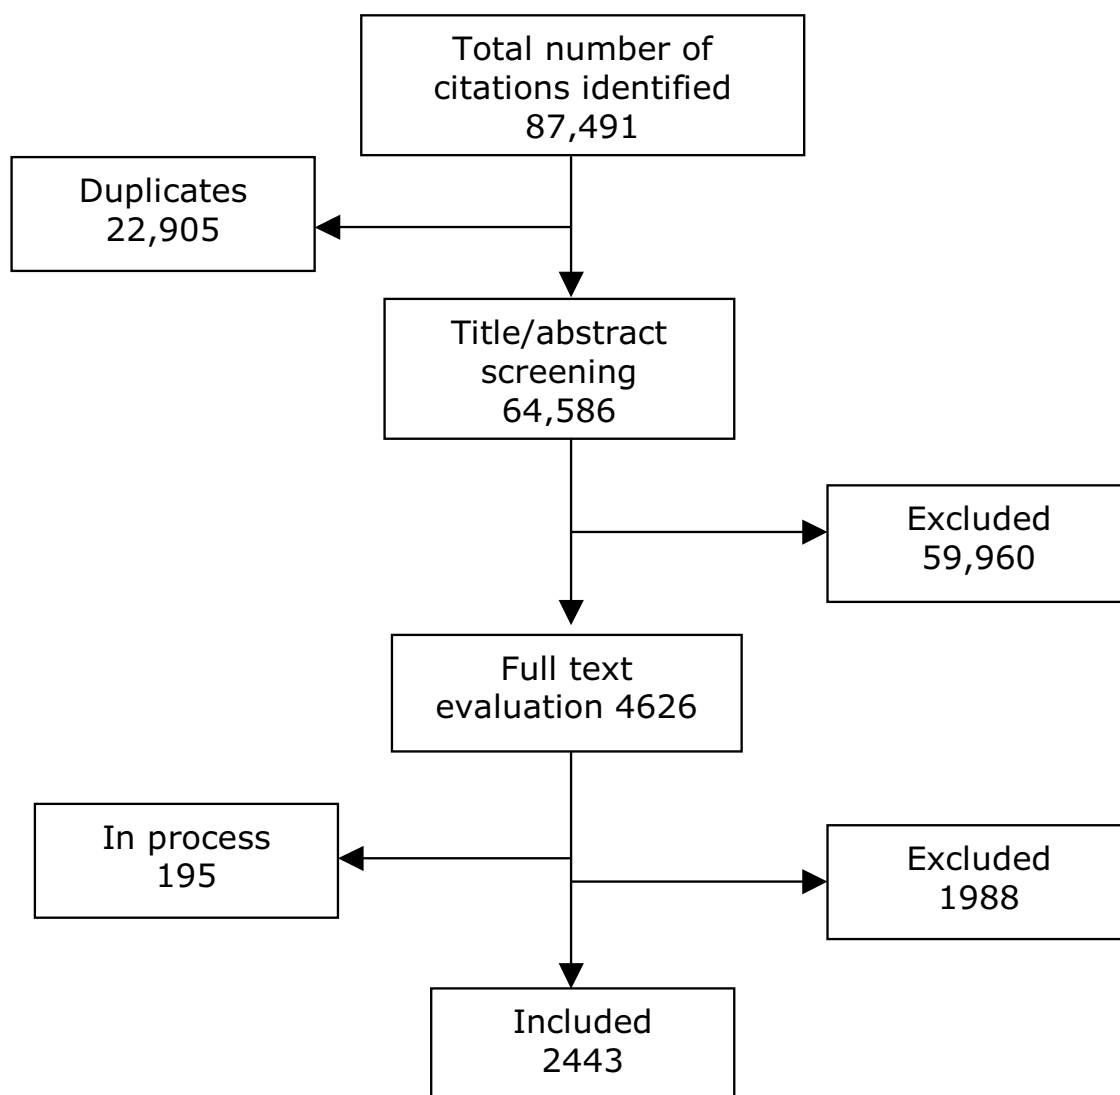 Total number of
citations identified
87,491
Duplicates
22,905
Title/abstract
screening
64,586
Excluded
59,960
Full text
evaluation 4626
In process
195
Excluded
1988
Included
2443